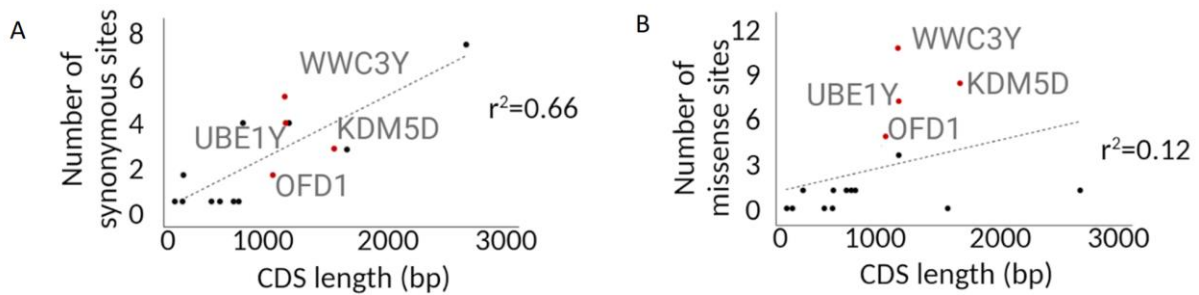 A
Number of
synonymous sites
8
6
4
2
0
WWC3Y
UBE1Y
KDM5D
OFD1
r²=0.66
0 1000 2000 3000
CDS length (bp)
B
Number of
missense sites
12
9
6
3
0
WWC3Y
KDM5D
UBE1Y
OFD1
r²=0.12
0 1000 2000 3000
CDS length (bp)